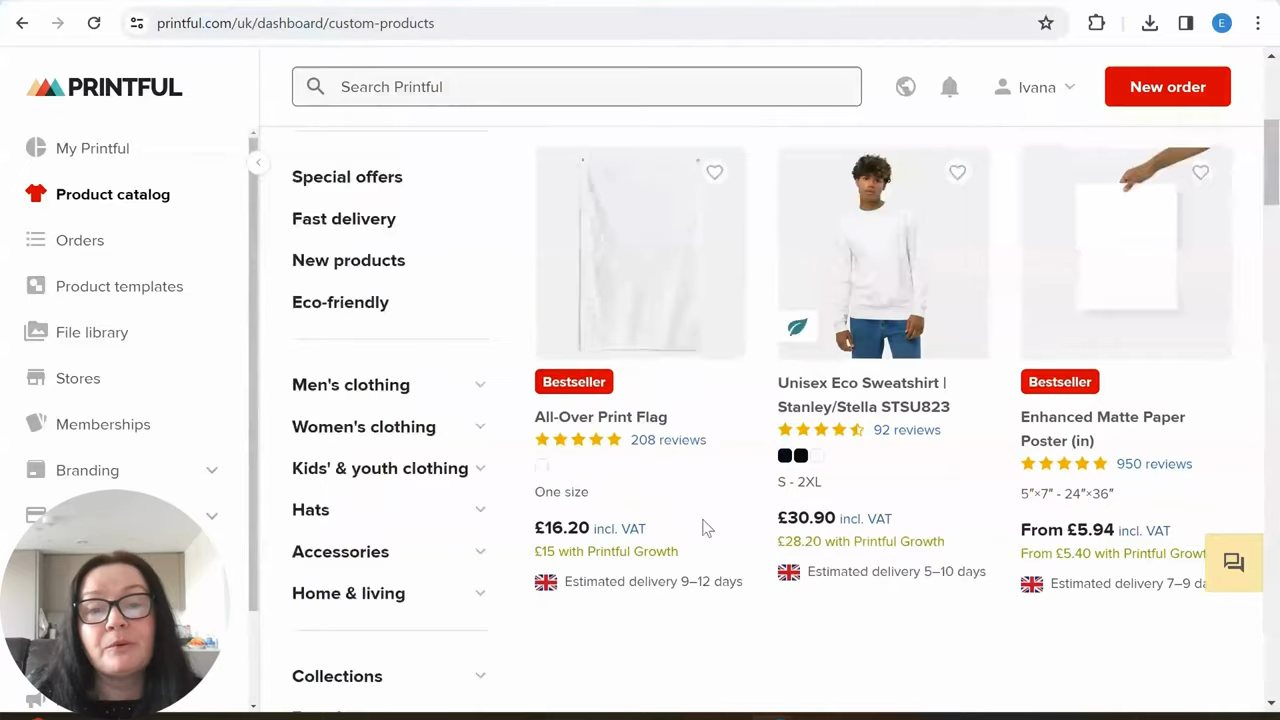 printful.com/uk/dashboard/custom-products
E
PRINTFUL
Search Printful
Ivana
New order
My Printful
Product catalog
Orders
Product templates
File library
Stores
Memberships
Branding
Special offers
Fast delivery
New products
Eco-friendly
Men's clothing
Women's clothing
Kids' & youth clothing
Hats
Accessories
Home & living
Collections
Bestseller
All-Over Print Flag
208 reviews
One size
£16.20 incl. VAT
£15 with Printful Growth
Estimated delivery 9–12 days
Unisex Eco Sweatshirt |
Stanley/Stella STSU823
92 reviews
S - 2XL
£30.90 incl. VAT
£28.20 with Printful Growth
Estimated delivery 5–10 days
Bestseller
Enhanced Matte Paper
Poster (in)
950 reviews
5″×7″ - 24″×36″
From £5.94 incl. VAT
From £5.40 with Printful Growt
Estimated delivery 7–9 da